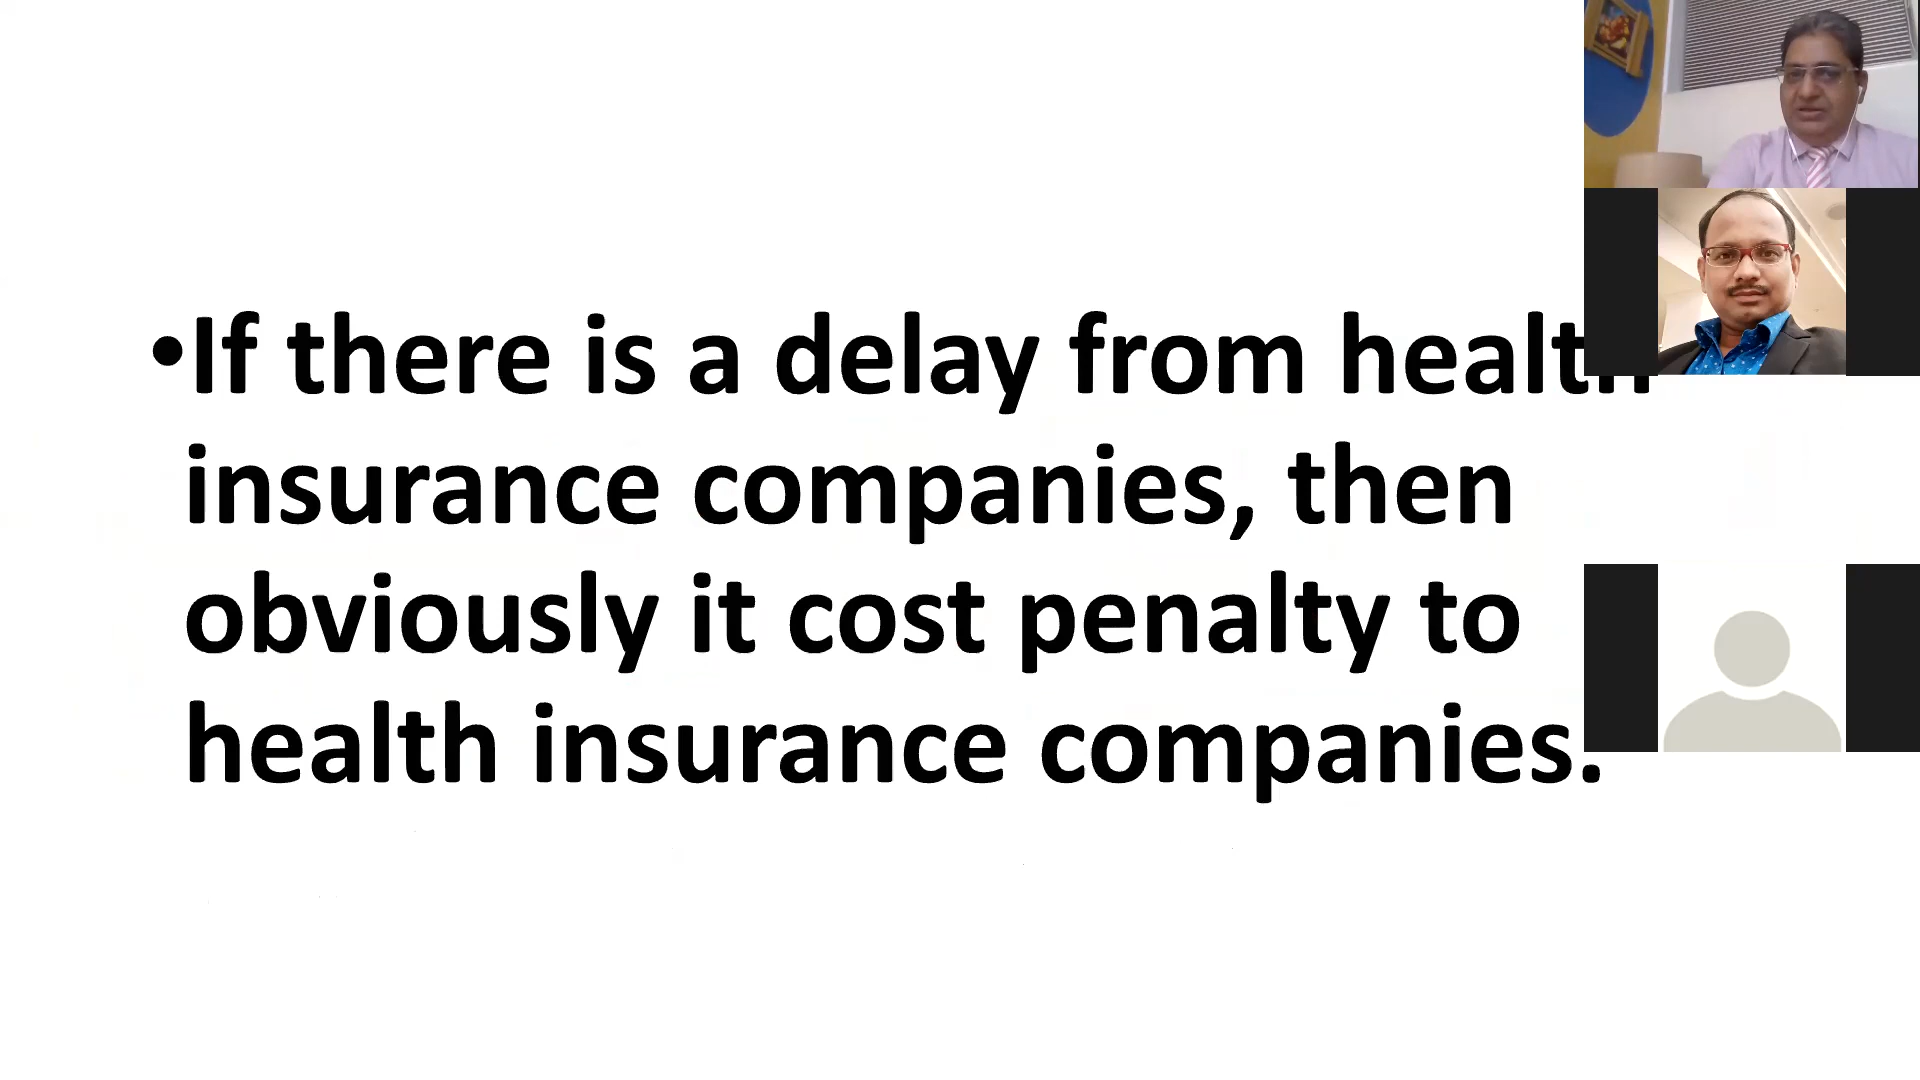 •If there is a delay from health
insurance companies, then
obviously it cost penalty to
health insurance companies.